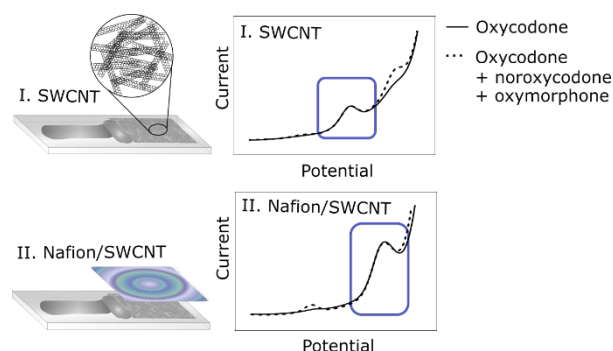 I. SWCNT
I. SWCNT
Current
Potential
Oxycodone
Oxycodone
+ noroxycodone
+ oxymorphone
II. Nafion/SWCNT
II. Nafion/SWCNT
Current
Potential